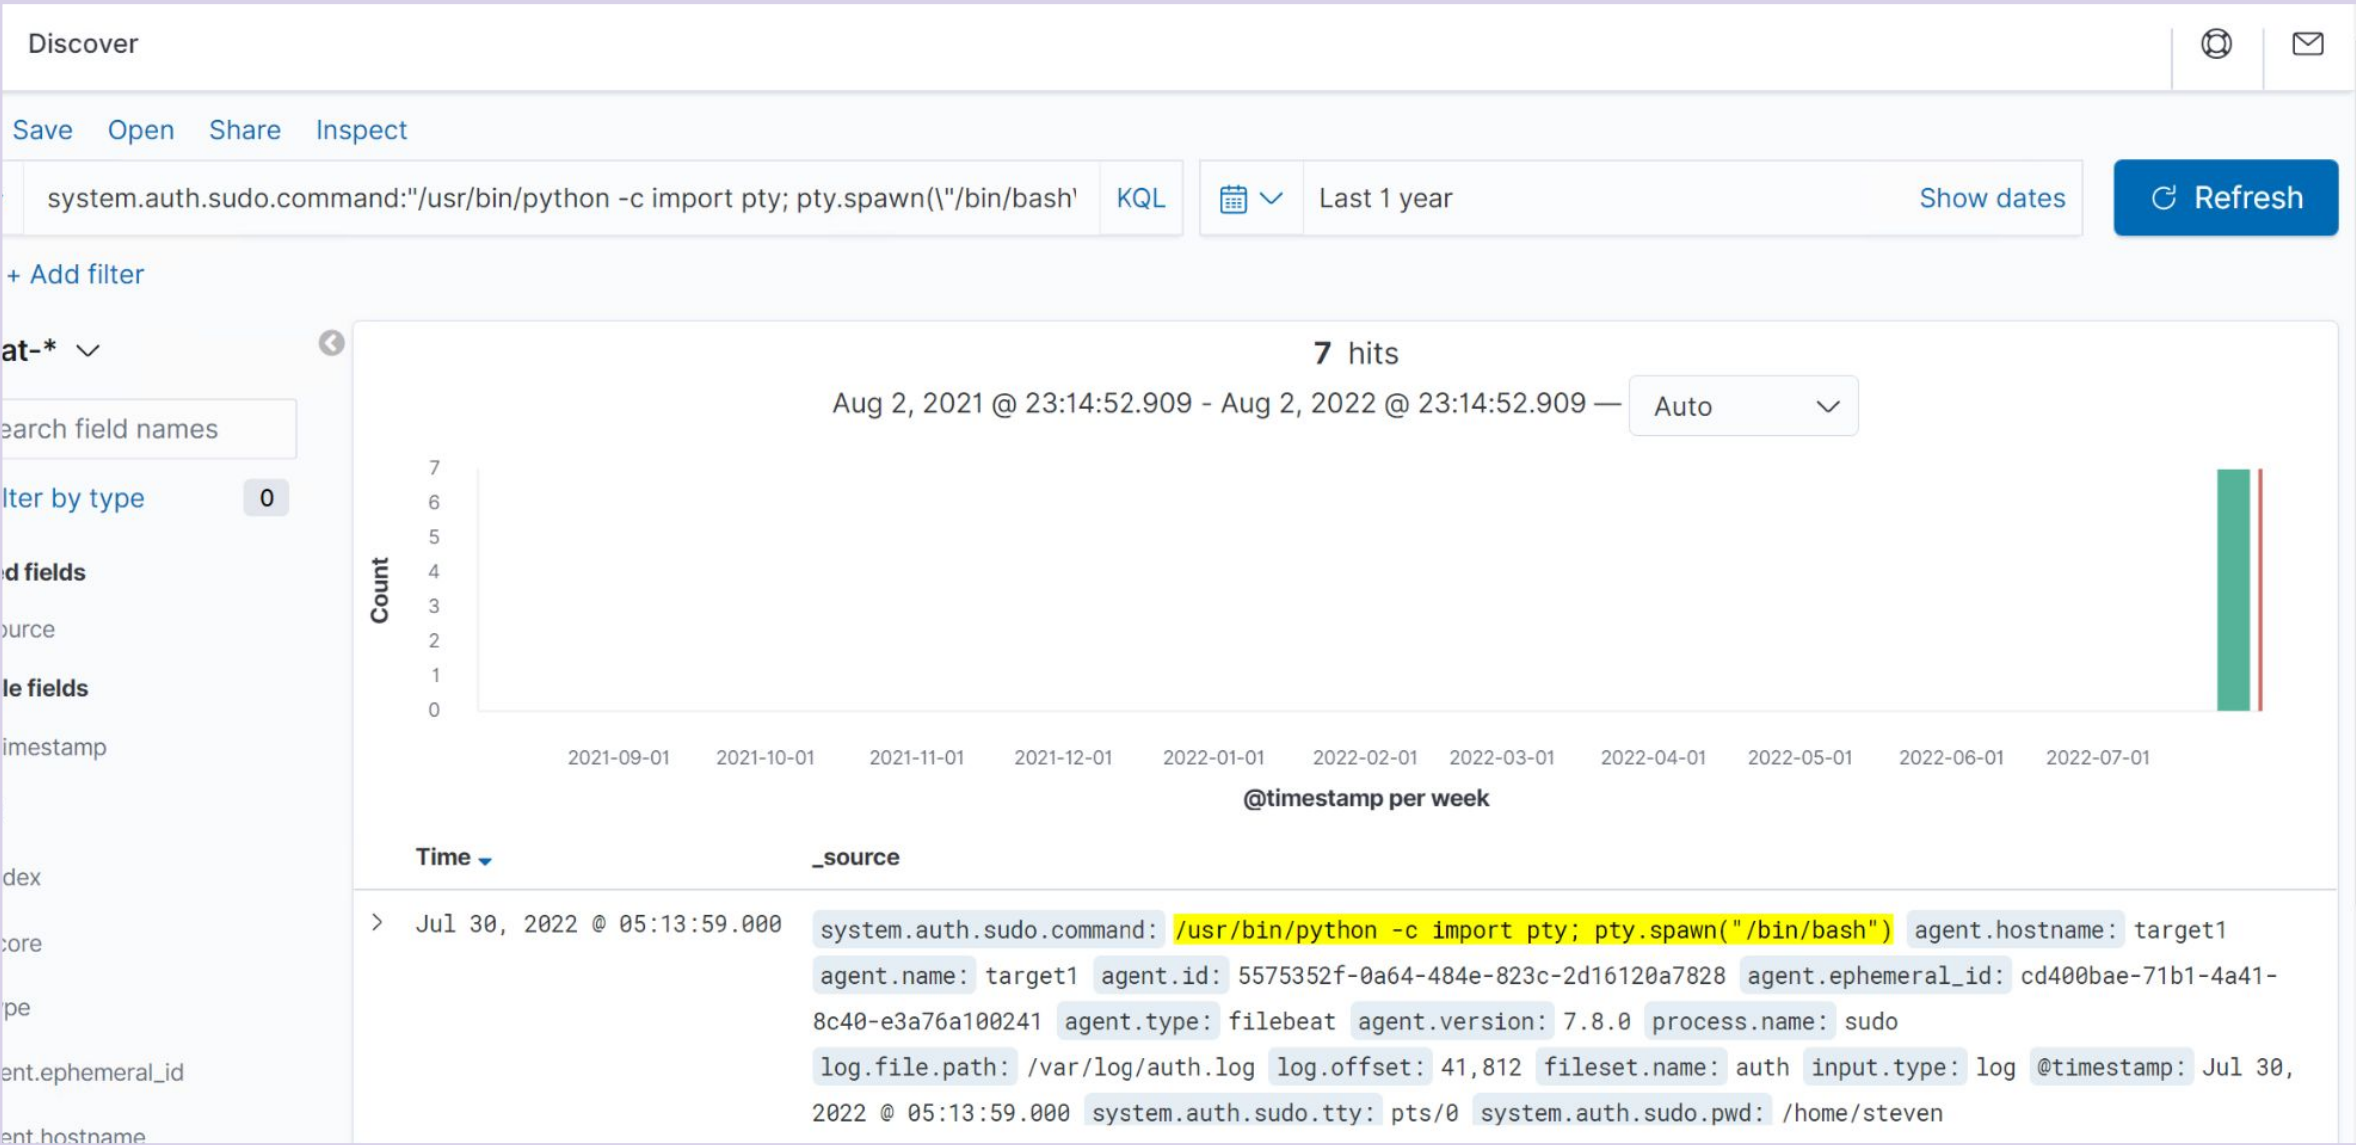 Discover
Save Open Share Inspect
system.auth.sudo.command:"/usr/bin/python -c import pty; pty.spawn(\"/bin/bash\" KQL Last 1 year Show dates Refresh
+ Add filter
at-*
7 hits
Aug 2, 2021 @ 23:14:52.909 - Aug 2, 2022 @ 23:14:52.909 — Auto
earch field names
lter by type 0
d fields
ource
le fields
imestamp
dex
core
pe
ent.ephemeral_id
ent.hostname
Count
7
6
5
4
3
2
1
0
2021-09-01 2021-10-01 2021-11-01 2021-12-01 2022-01-01 2022-02-01 2022-03-01 2022-04-01 2022-05-01 2022-06-01 2022-07-01
@timestamp per week
Time _source
Jul 30, 2022 @ 05:13:59.000 system.auth.sudo.command: /usr/bin/python -c import pty; pty.spawn("/bin/bash") agent.hostname: target1
agent.name: target1 agent.id: 5575352f-0a64-484e-823c-2d16120a7828 agent.ephemeral_id: cd400bae-71b1-4a41-
8c40-e3a76a100241 agent.type: filebeat agent.version: 7.8.0 process.name: sudo
log.file.path: /var/log/auth.log log.offset: 41,812 fileset.name: auth input.type: log @timestamp: Jul 30,
2022 @ 05:13:59.000 system.auth.sudo.tty: pts/0 system.auth.sudo.pwd: /home/steven